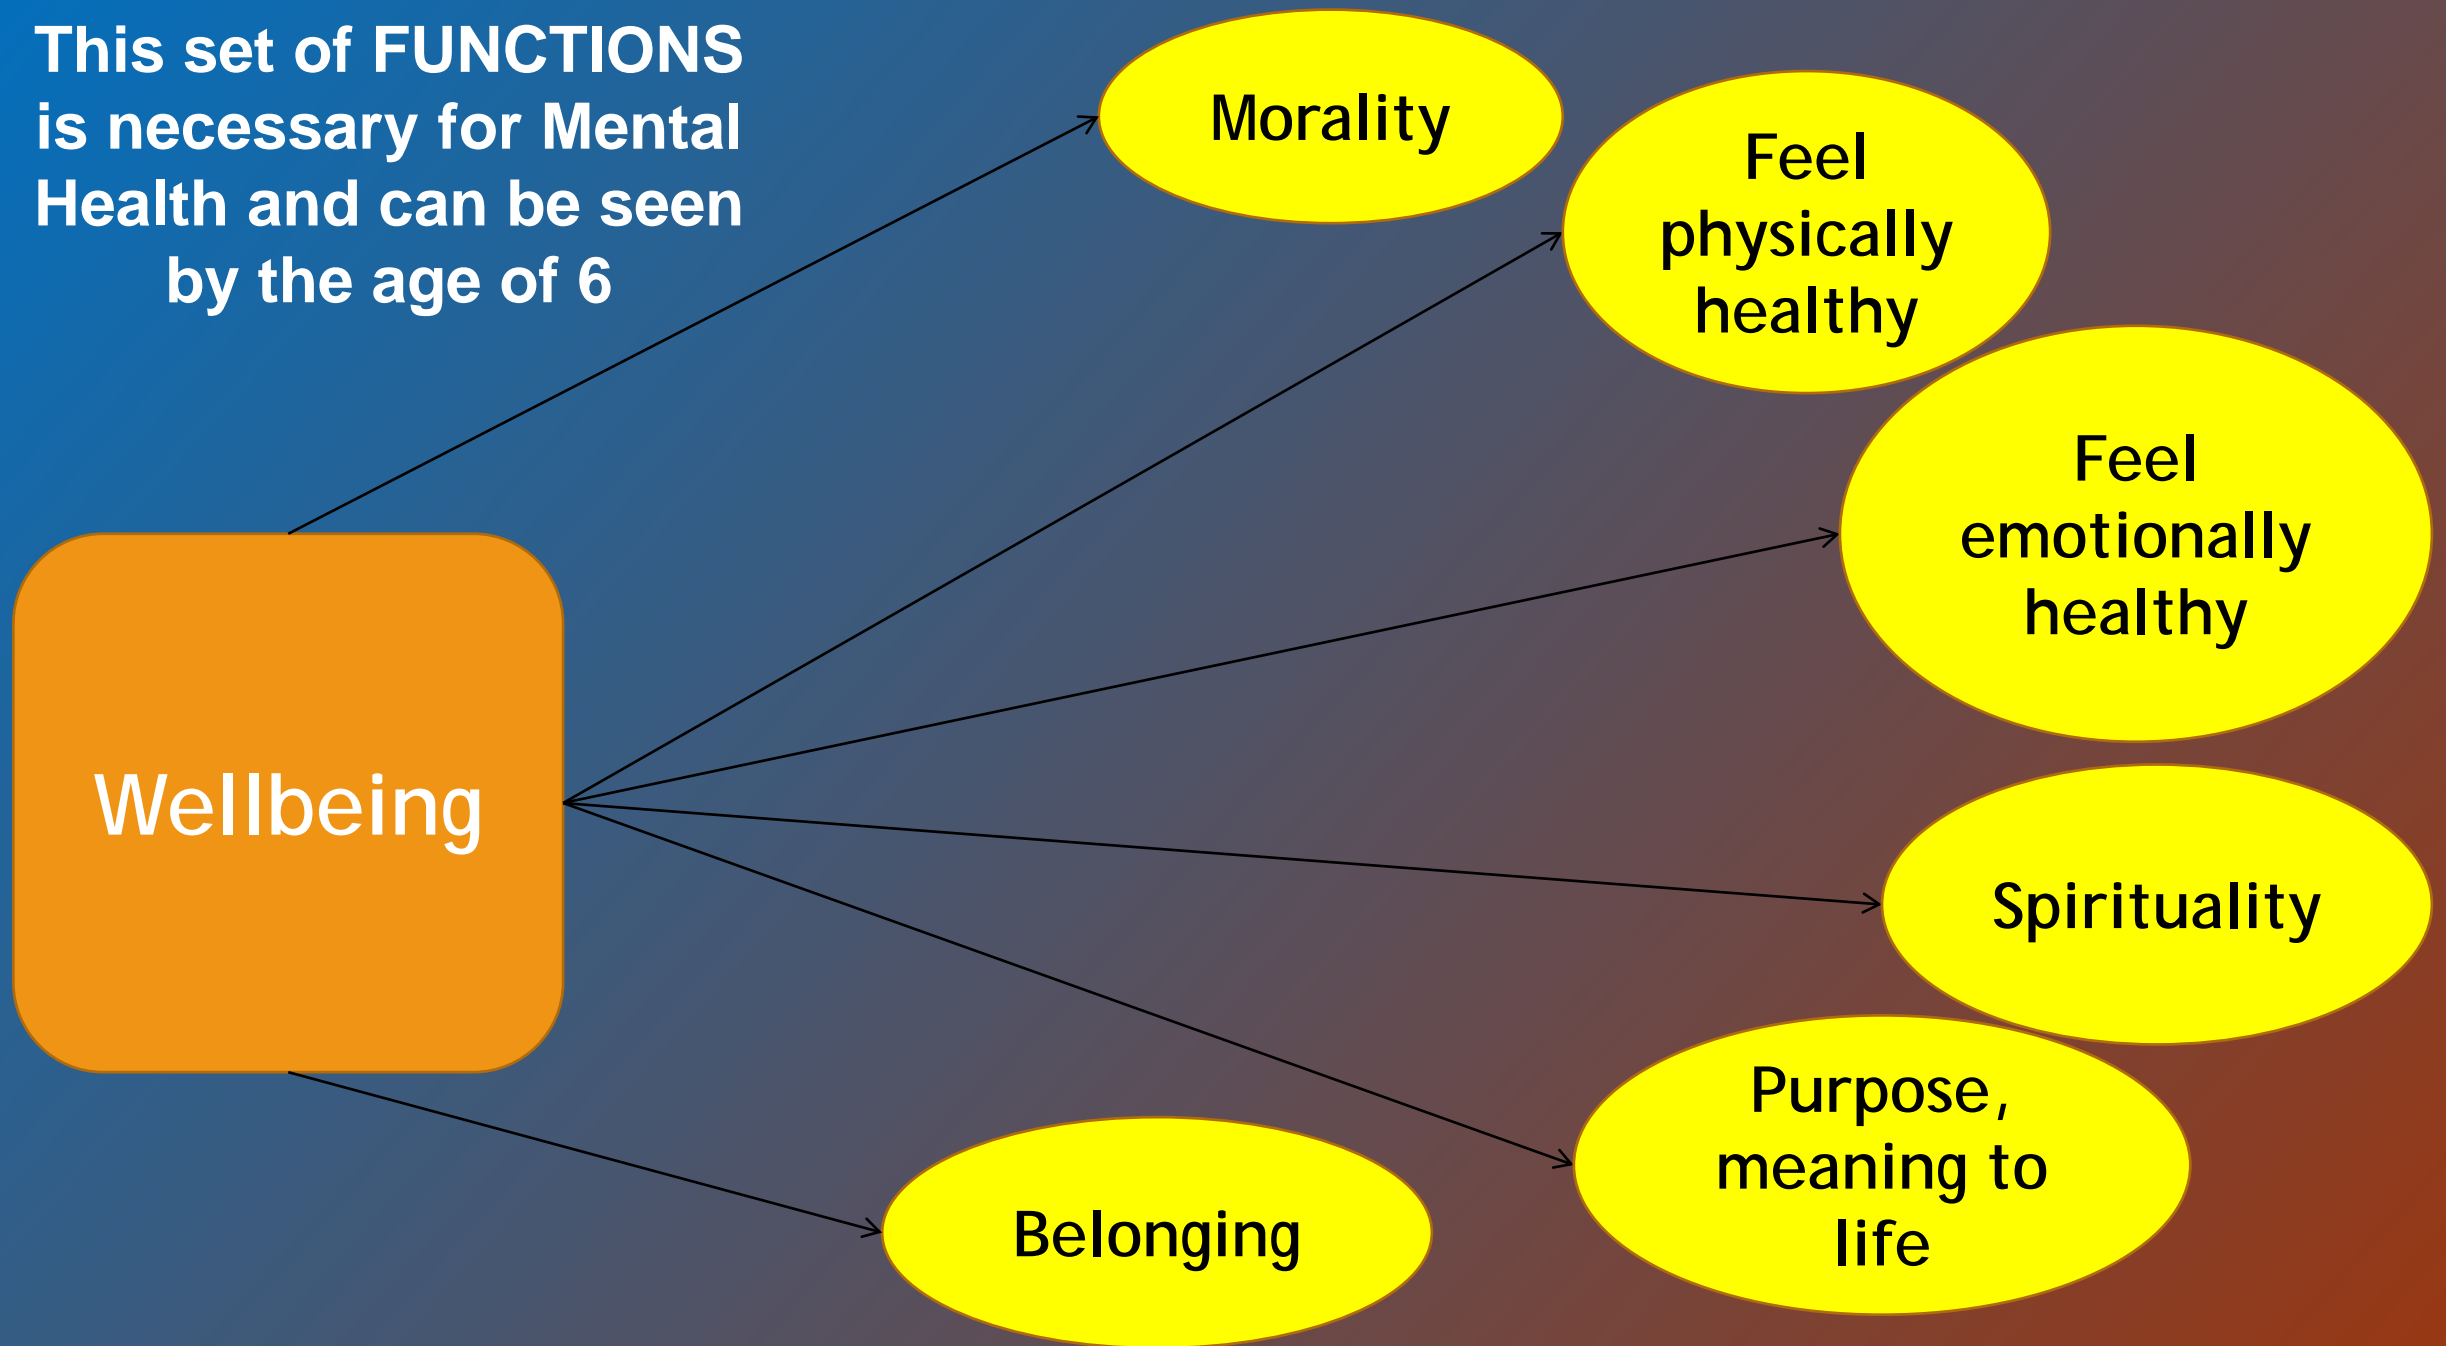 This set of FUNCTIONS
is necessary for Mental
Health and can be seen
by the age of 6
Morality
Feel
physically
healthy
Feel
emotionally
healthy
Wellbeing
Spirituality
Purpose,
meaning to
life
Belonging